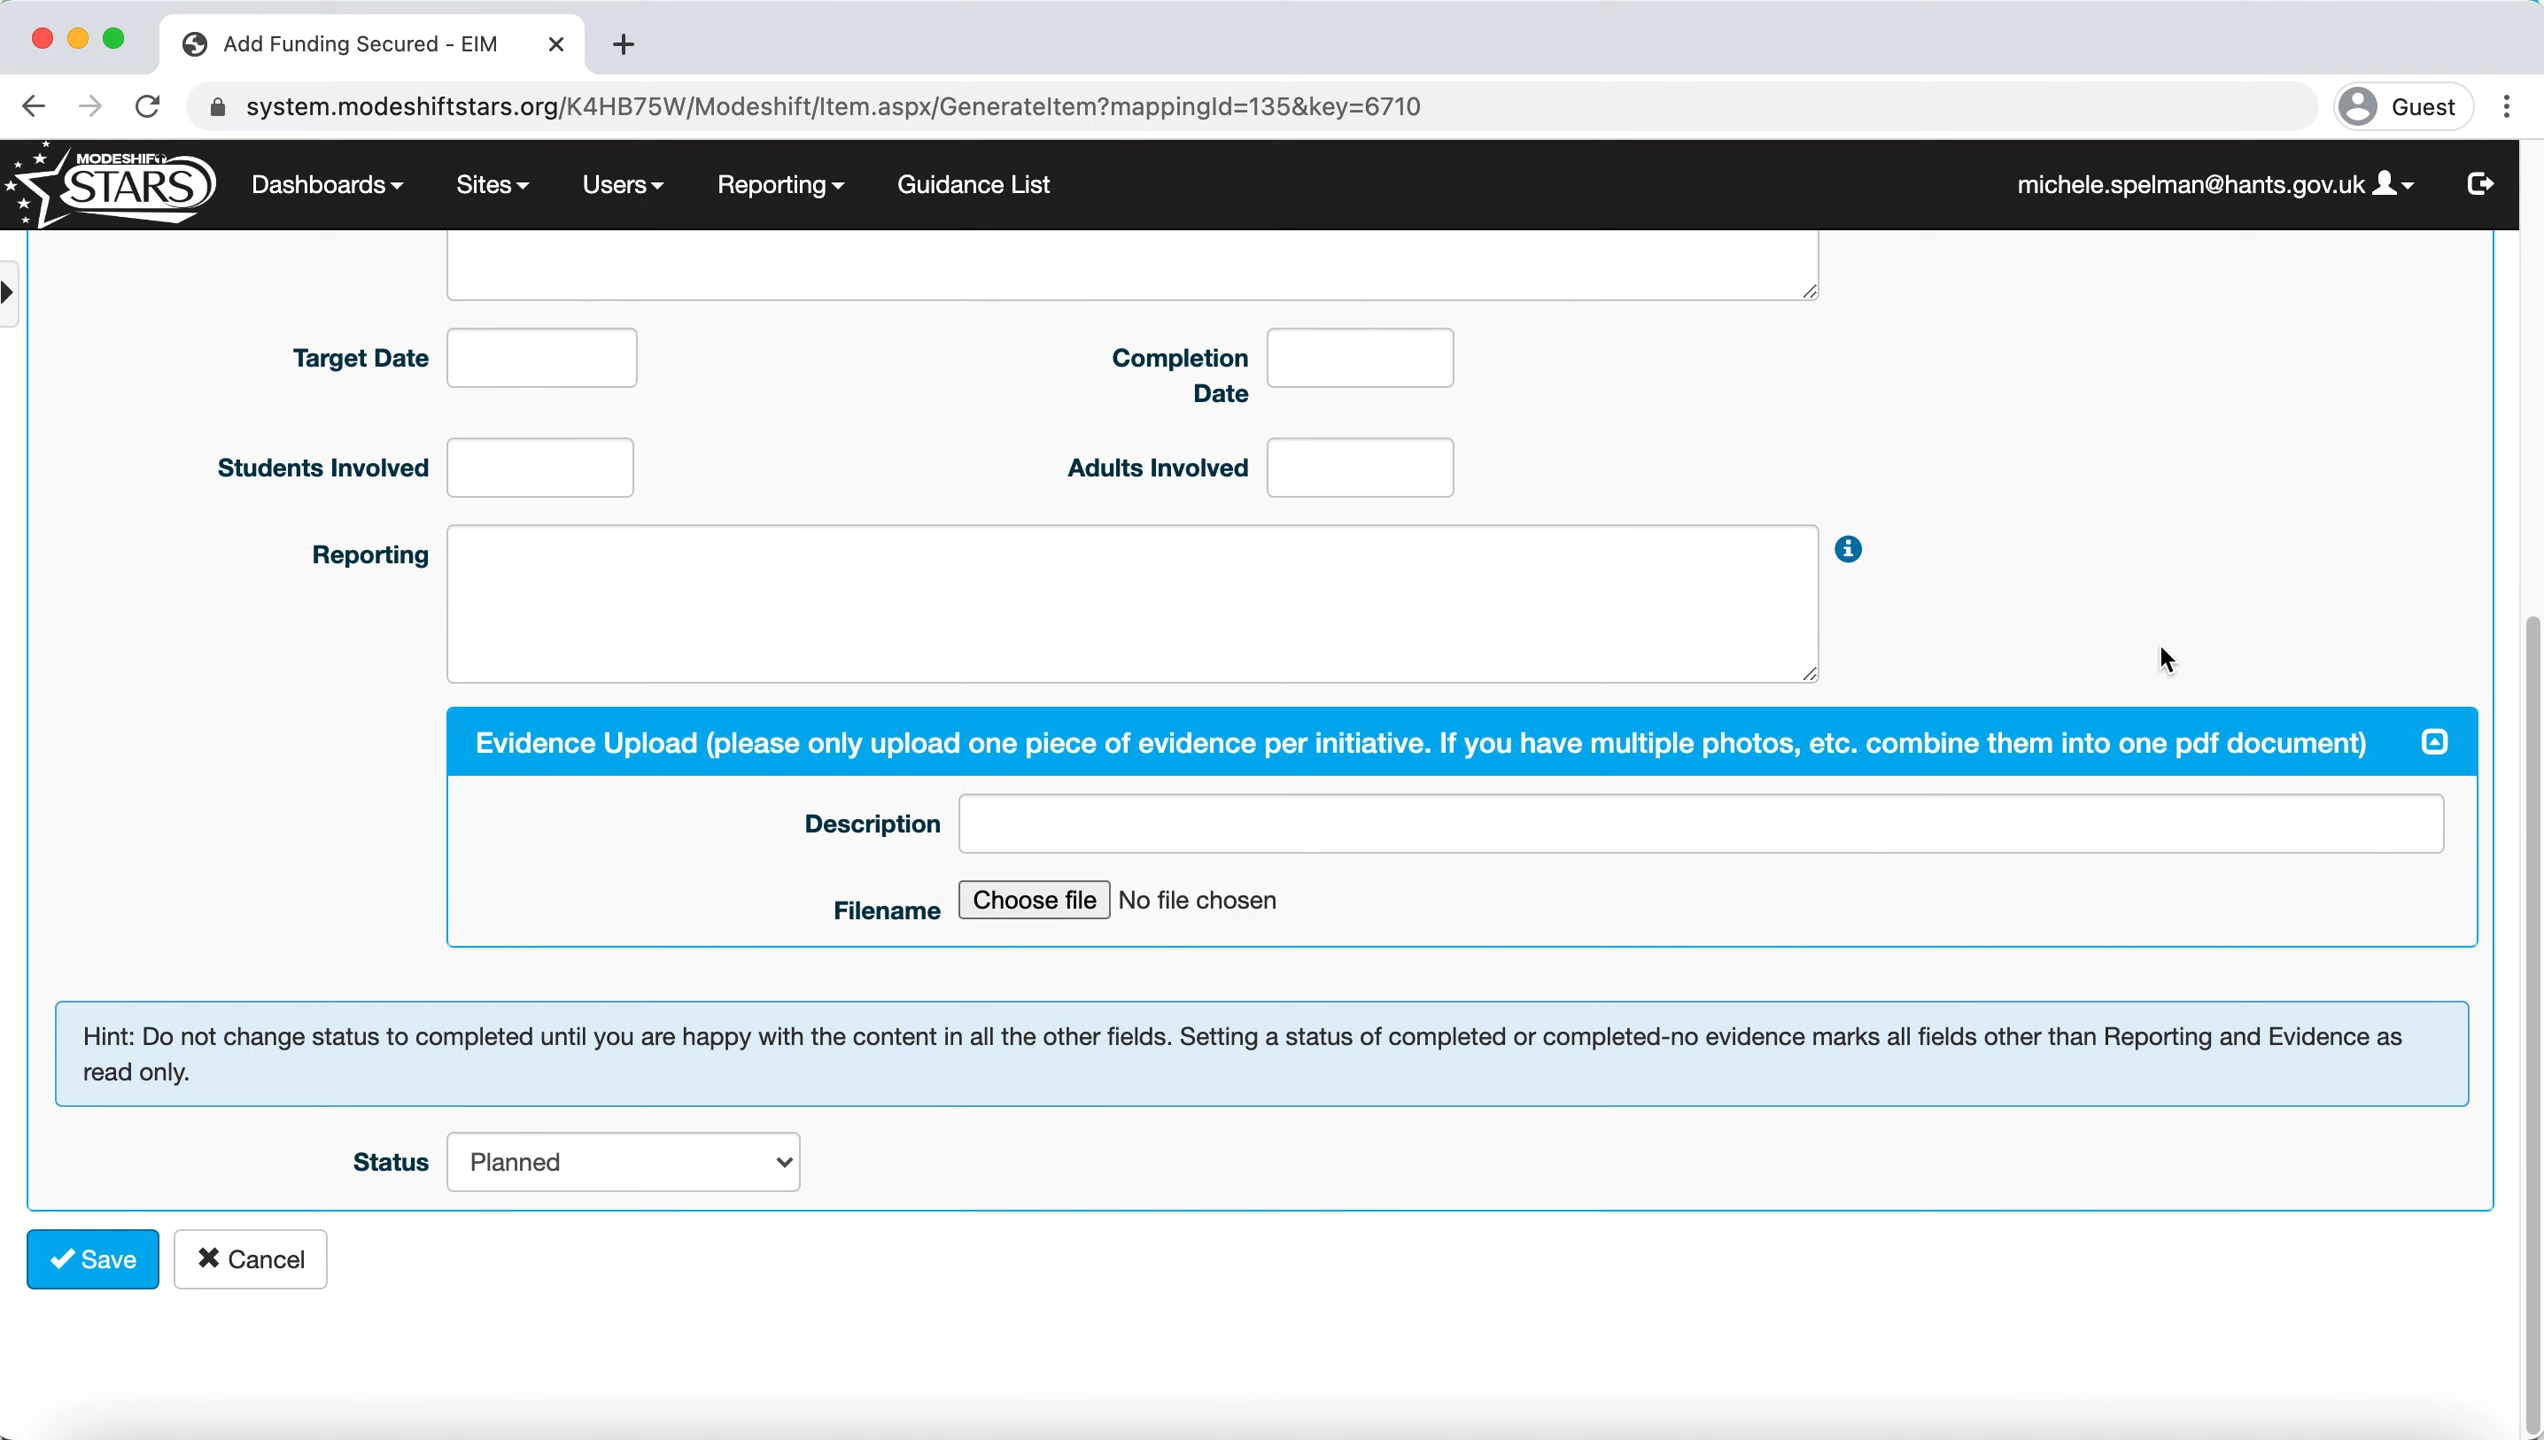 Add Funding Secured - EIM
system.modeshiftstars.org/K4HB75W/Modeshift/Item.aspx/GenerateItem?mappingId=135&key=6710
Guest
MODESHIFT
STARS
Dashboards
Sites
Users
Reporting
Guidance List
michele.spelman@hants.gov.uk
Target Date
Completion
Date
Students Involved
Adults Involved
Reporting
Evidence Upload (please only upload one piece of evidence per initiative. If you have multiple photos, etc. combine them into one pdf document)
Description
Filename
Choose file No file chosen
Hint: Do not change status to completed until you are happy with the content in all the other fields. Setting a status of completed or completed-no evidence marks all fields other than Reporting and Evidence as
read only.
Status
Planned
Save
Cancel